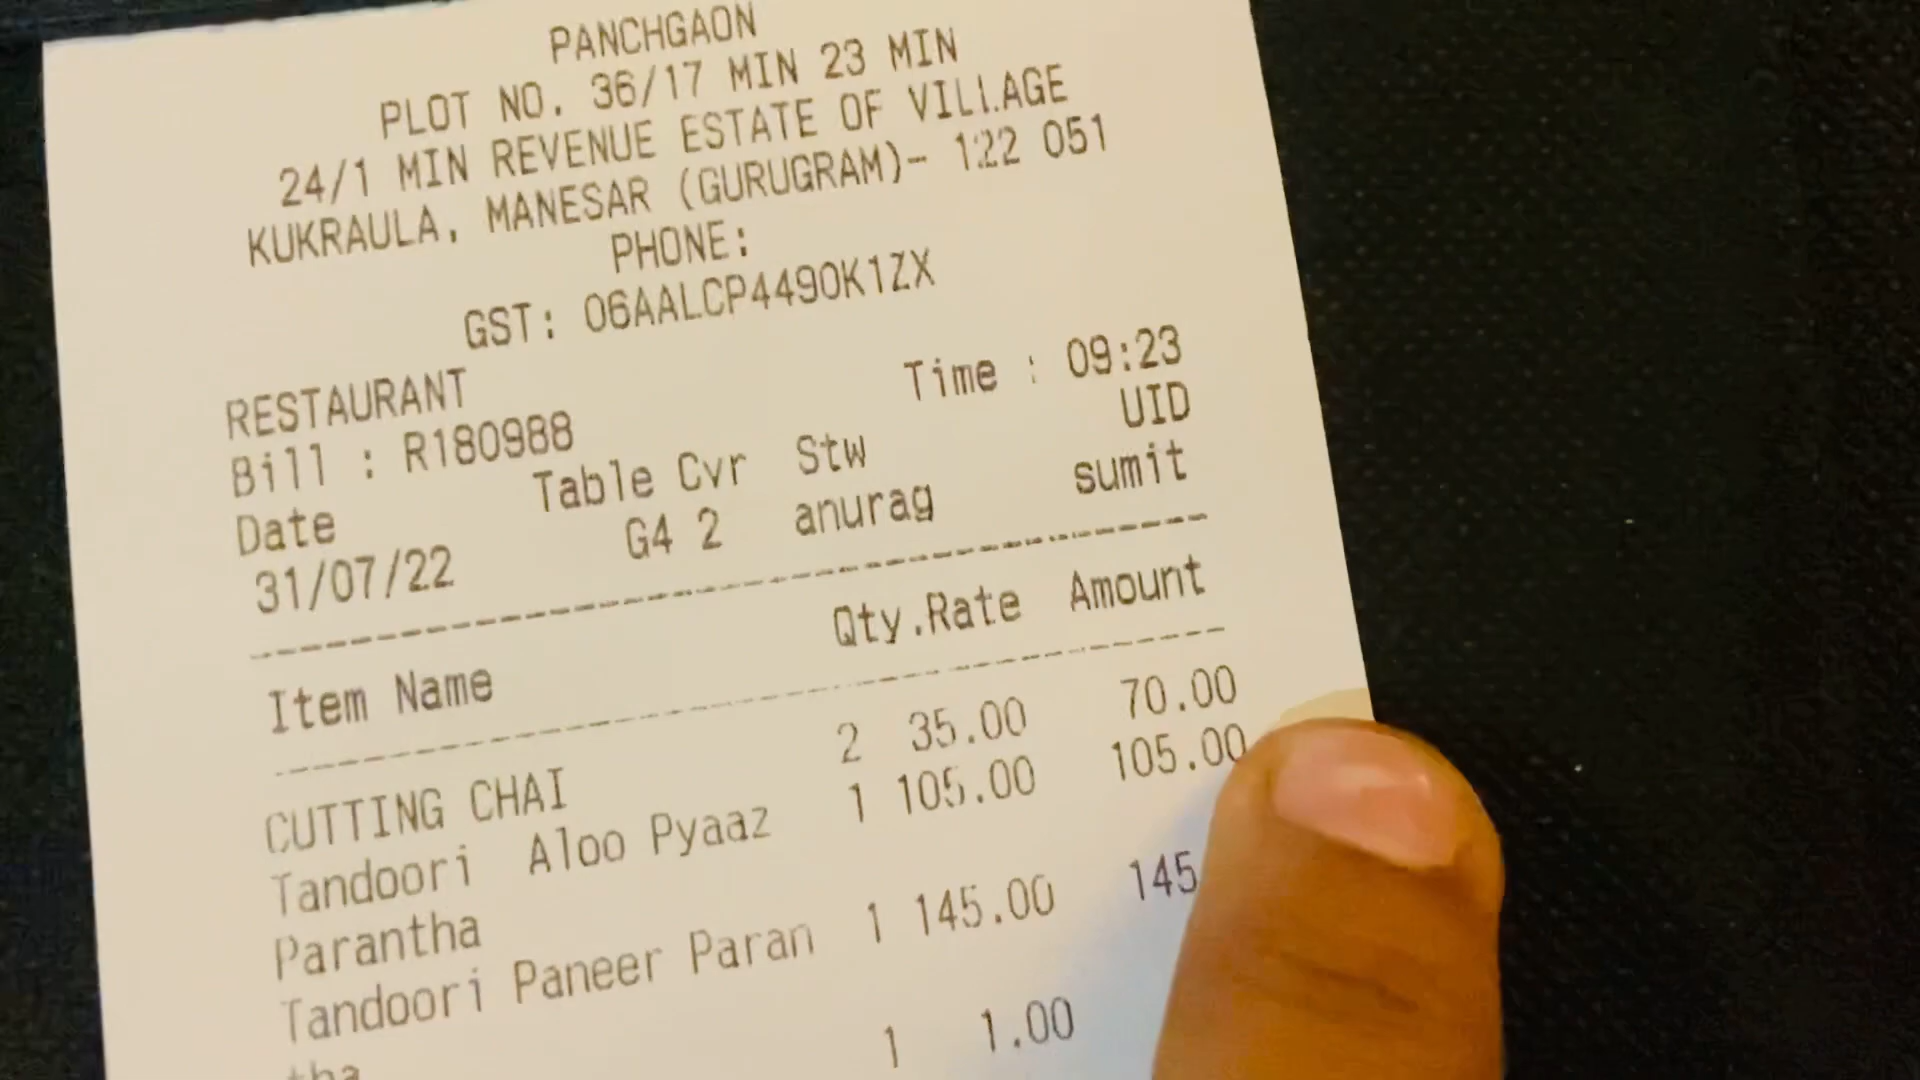 PANCHGAON
PLOT NO. 36/17 MIN 23 MIN
24/1 MIN REVENUE ESTATE OF VILLAGE
KUKRAULA, MANESAR (GURUGRAM)- 122 051
PHONE:
GST: 06AALCP4490K1ZX
RESTAURANT
Bill : R180988 Time : 09:23
Date Table Cvr Stw UID
31/07/22 G4 2 anurag sumit
Item Name Qty.Rate Amount
CUTTING CHAI 2 35.00 70.00
Tandoori Aloo Pyaaz 1 105.00 105.00
Parantha
Tandoori Paneer Paran 1 145.00 145
tha
1 1.00